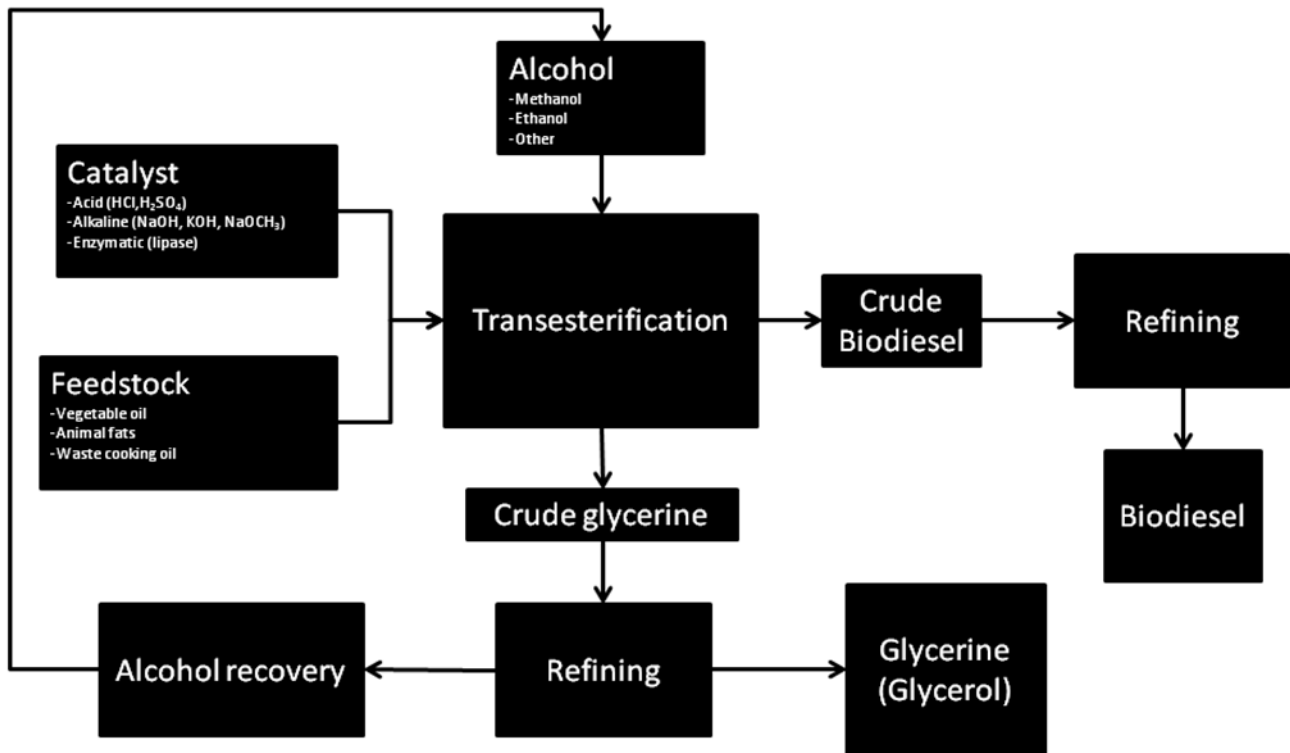 Alcohol
-Methanol
-Ethanol
-Other
Catalyst
-Acid (HCl,H₂SO₄)
-Alkaline (NaOH, KOH, NaOCH₃)
-Enzymatic (lipase)
Transesterification
Crude
Biodiesel
Refining
Feedstock
-Vegetable oil
-Animal fats
-Waste cooking oil
Crude glycerine
Biodiesel
Alcohol recovery
Refining
Glycerine
(Glycerol)